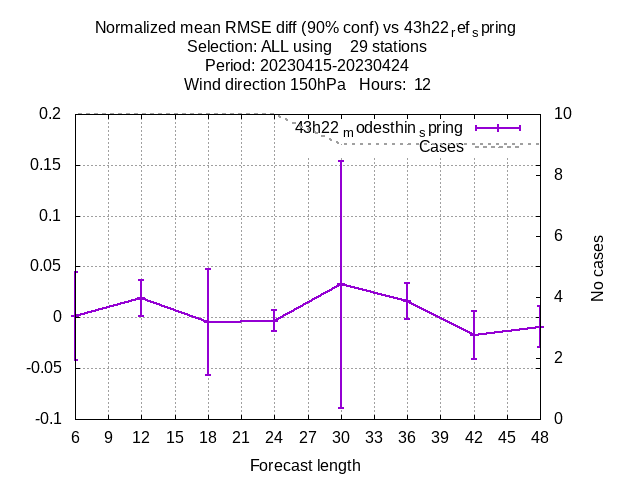 Normalized mean RMSE diff (90% conf) vs 43h22refspring
Selection: ALL using 29 stations
Period: 20230415-20230424
Wind direction 150hPa Hours: 12
0.2 10
43h22modesthinspring
Cases
0.15 8
0.1 6
0.05
No cases
0 4
-0.05 2
-0.1 0
6 9 12 15 18 21 24 27 30 33 36 39 42 45 48
Forecast length